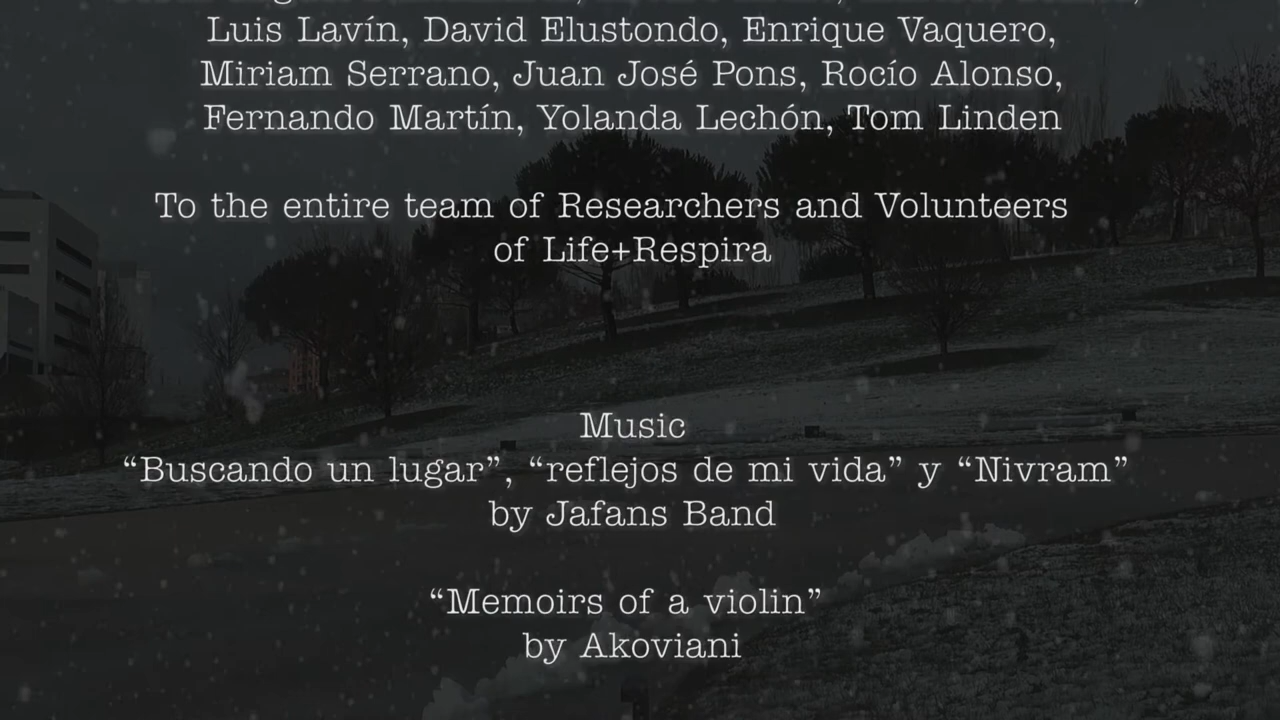 Luis Lavín, David Elustondo, Enrique Vaquero,
Miriam Serrano, Juan José Pons, Rocío Alonso,
Fernando Martín, Yolanda Lechón, Tom Linden
To the entire team of Researchers and Volunteers
of Life+Respira
Music
“Buscando un lugar”, “reflejos de mi vida” y “Nivram”
by Jafans Band
“Memoirs of a violin”
by Akoviani